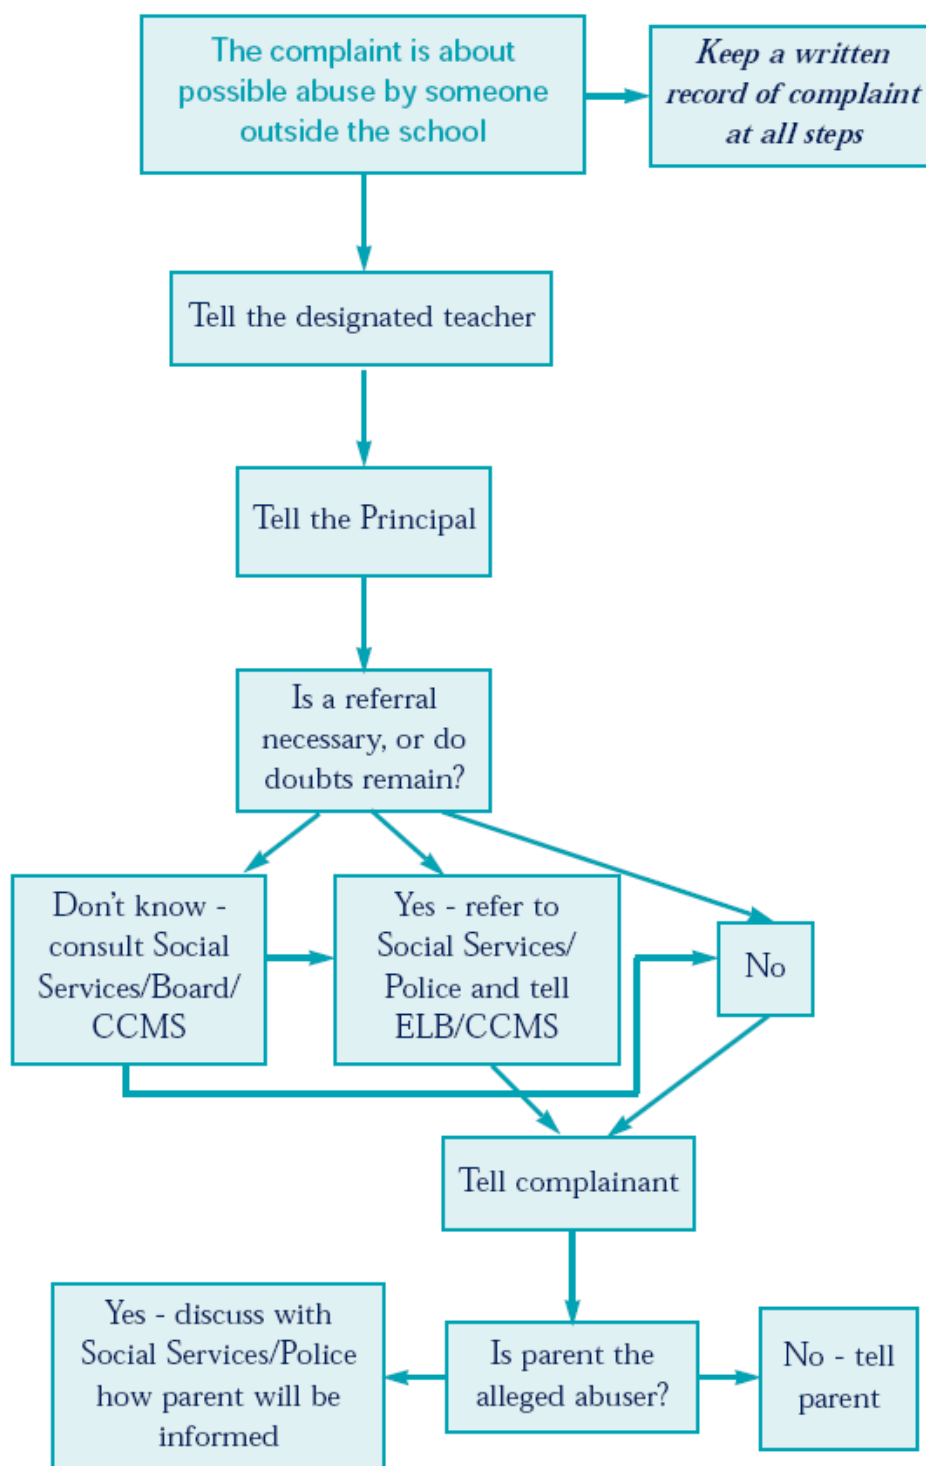 The complaint is about
possible abuse by someone
outside the school
Keep a written
record of complaint
at all steps
Tell the designated teacher
Tell the Principal
Is a referral
necessary, or do
doubts remain?
Don't know -
consult Social
Services/Board/
CCMS
Yes - refer to
Social Services/
Police and tell
ELB/CCMS
No
Tell complainant
Yes - discuss with
Social Services/Police
how parent will be
informed
Is parent the
alleged abuser?
No - tell
parent